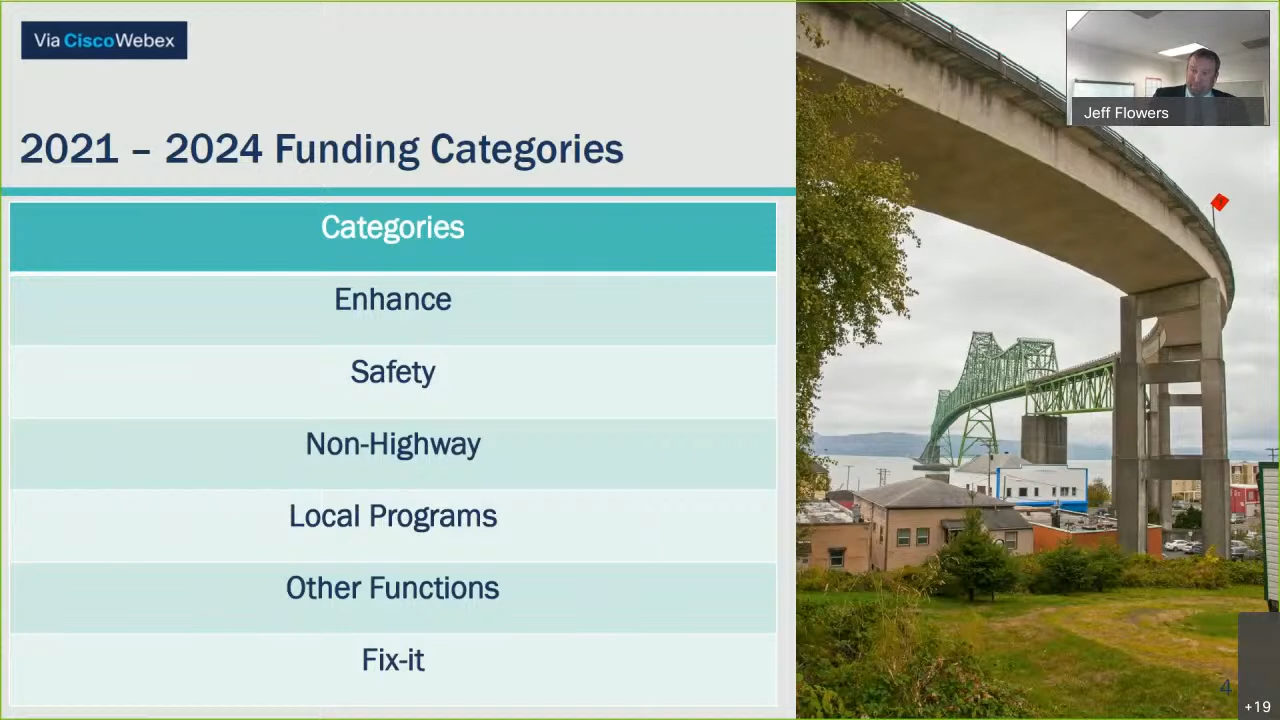 Via CiscoWebex
Jeff Flowers
2021 – 2024 Funding Categories
Categories
Enhance
Safety
Non-Highway
Local Programs
Other Functions
Fix-it
4
+19